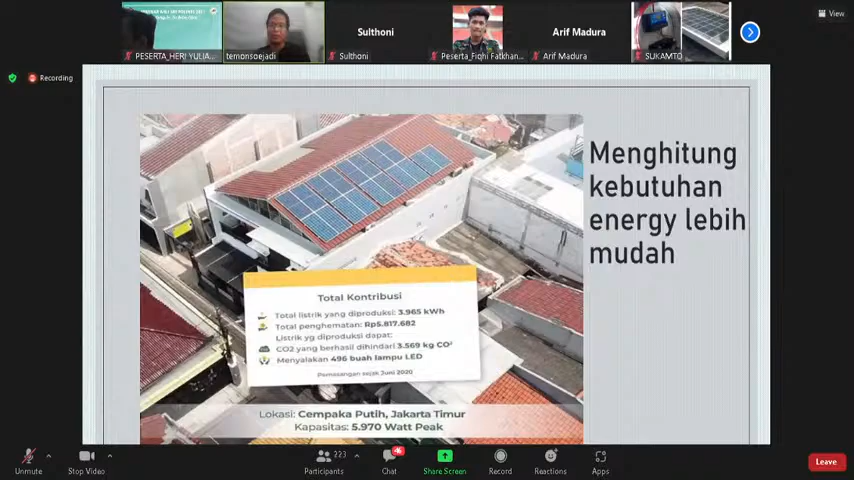 View
PESERTA_HERI YULIA...
temonsoejadi
Sulthoni
Sulthoni
Peserta_Fiqhi Fatkhan...
Arif Madura
Arif Madura
SUKAMTO
Recording
Menghitung
kebutuhan
energy lebih
mudah
Total Kontribusi
Total listrik yang diproduksi: 3.965 kWh
Total penghematan: Rp5.817.682
Listrik yg diproduksi dapat:
CO2 yang berhasil dihindari 3.569 kg CO²
Menyalakan 496 buah lampu LED
Pemasangan sejak Juni 2020
Lokasi: Cempaka Putih, Jakarta Timur
Kapasitas: 5.970 Watt Peak
Unmute
Stop Video
223
Participants
Chat
Share Screen
Record
Reactions
Apps
Leave